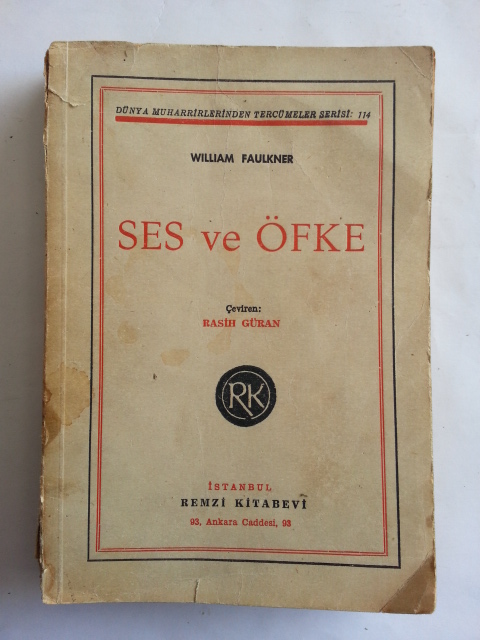 DÜNYA MUHARRİRLERİNDEN TERCÜMELER SERİSİ: 114
WILLIAM FAULKNER
SES ve ÖFKE
Çeviren:
RASİH GÜRAN
RK
İSTANBUL
REMZİ KİTABEVİ
93, Ankara Caddesi, 93